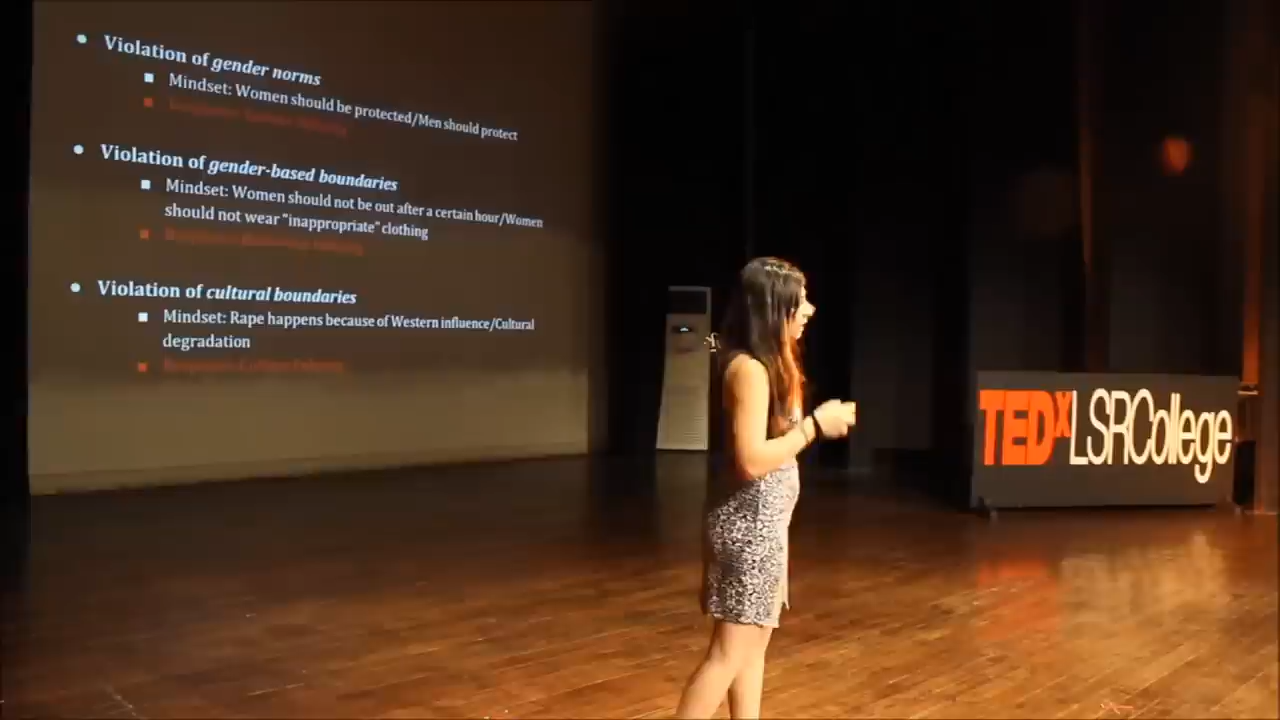 Violation of gender norms
Mindset: Women should be protected/Men should protect
Violation of gender-based boundaries
Mindset: Women should not be out after a certain hour/Women
should not wear "inappropriate" clothing
Violation of cultural boundaries
Mindset: Rape happens because of Western influence/Cultural
degradation
TEDxLSRCollege